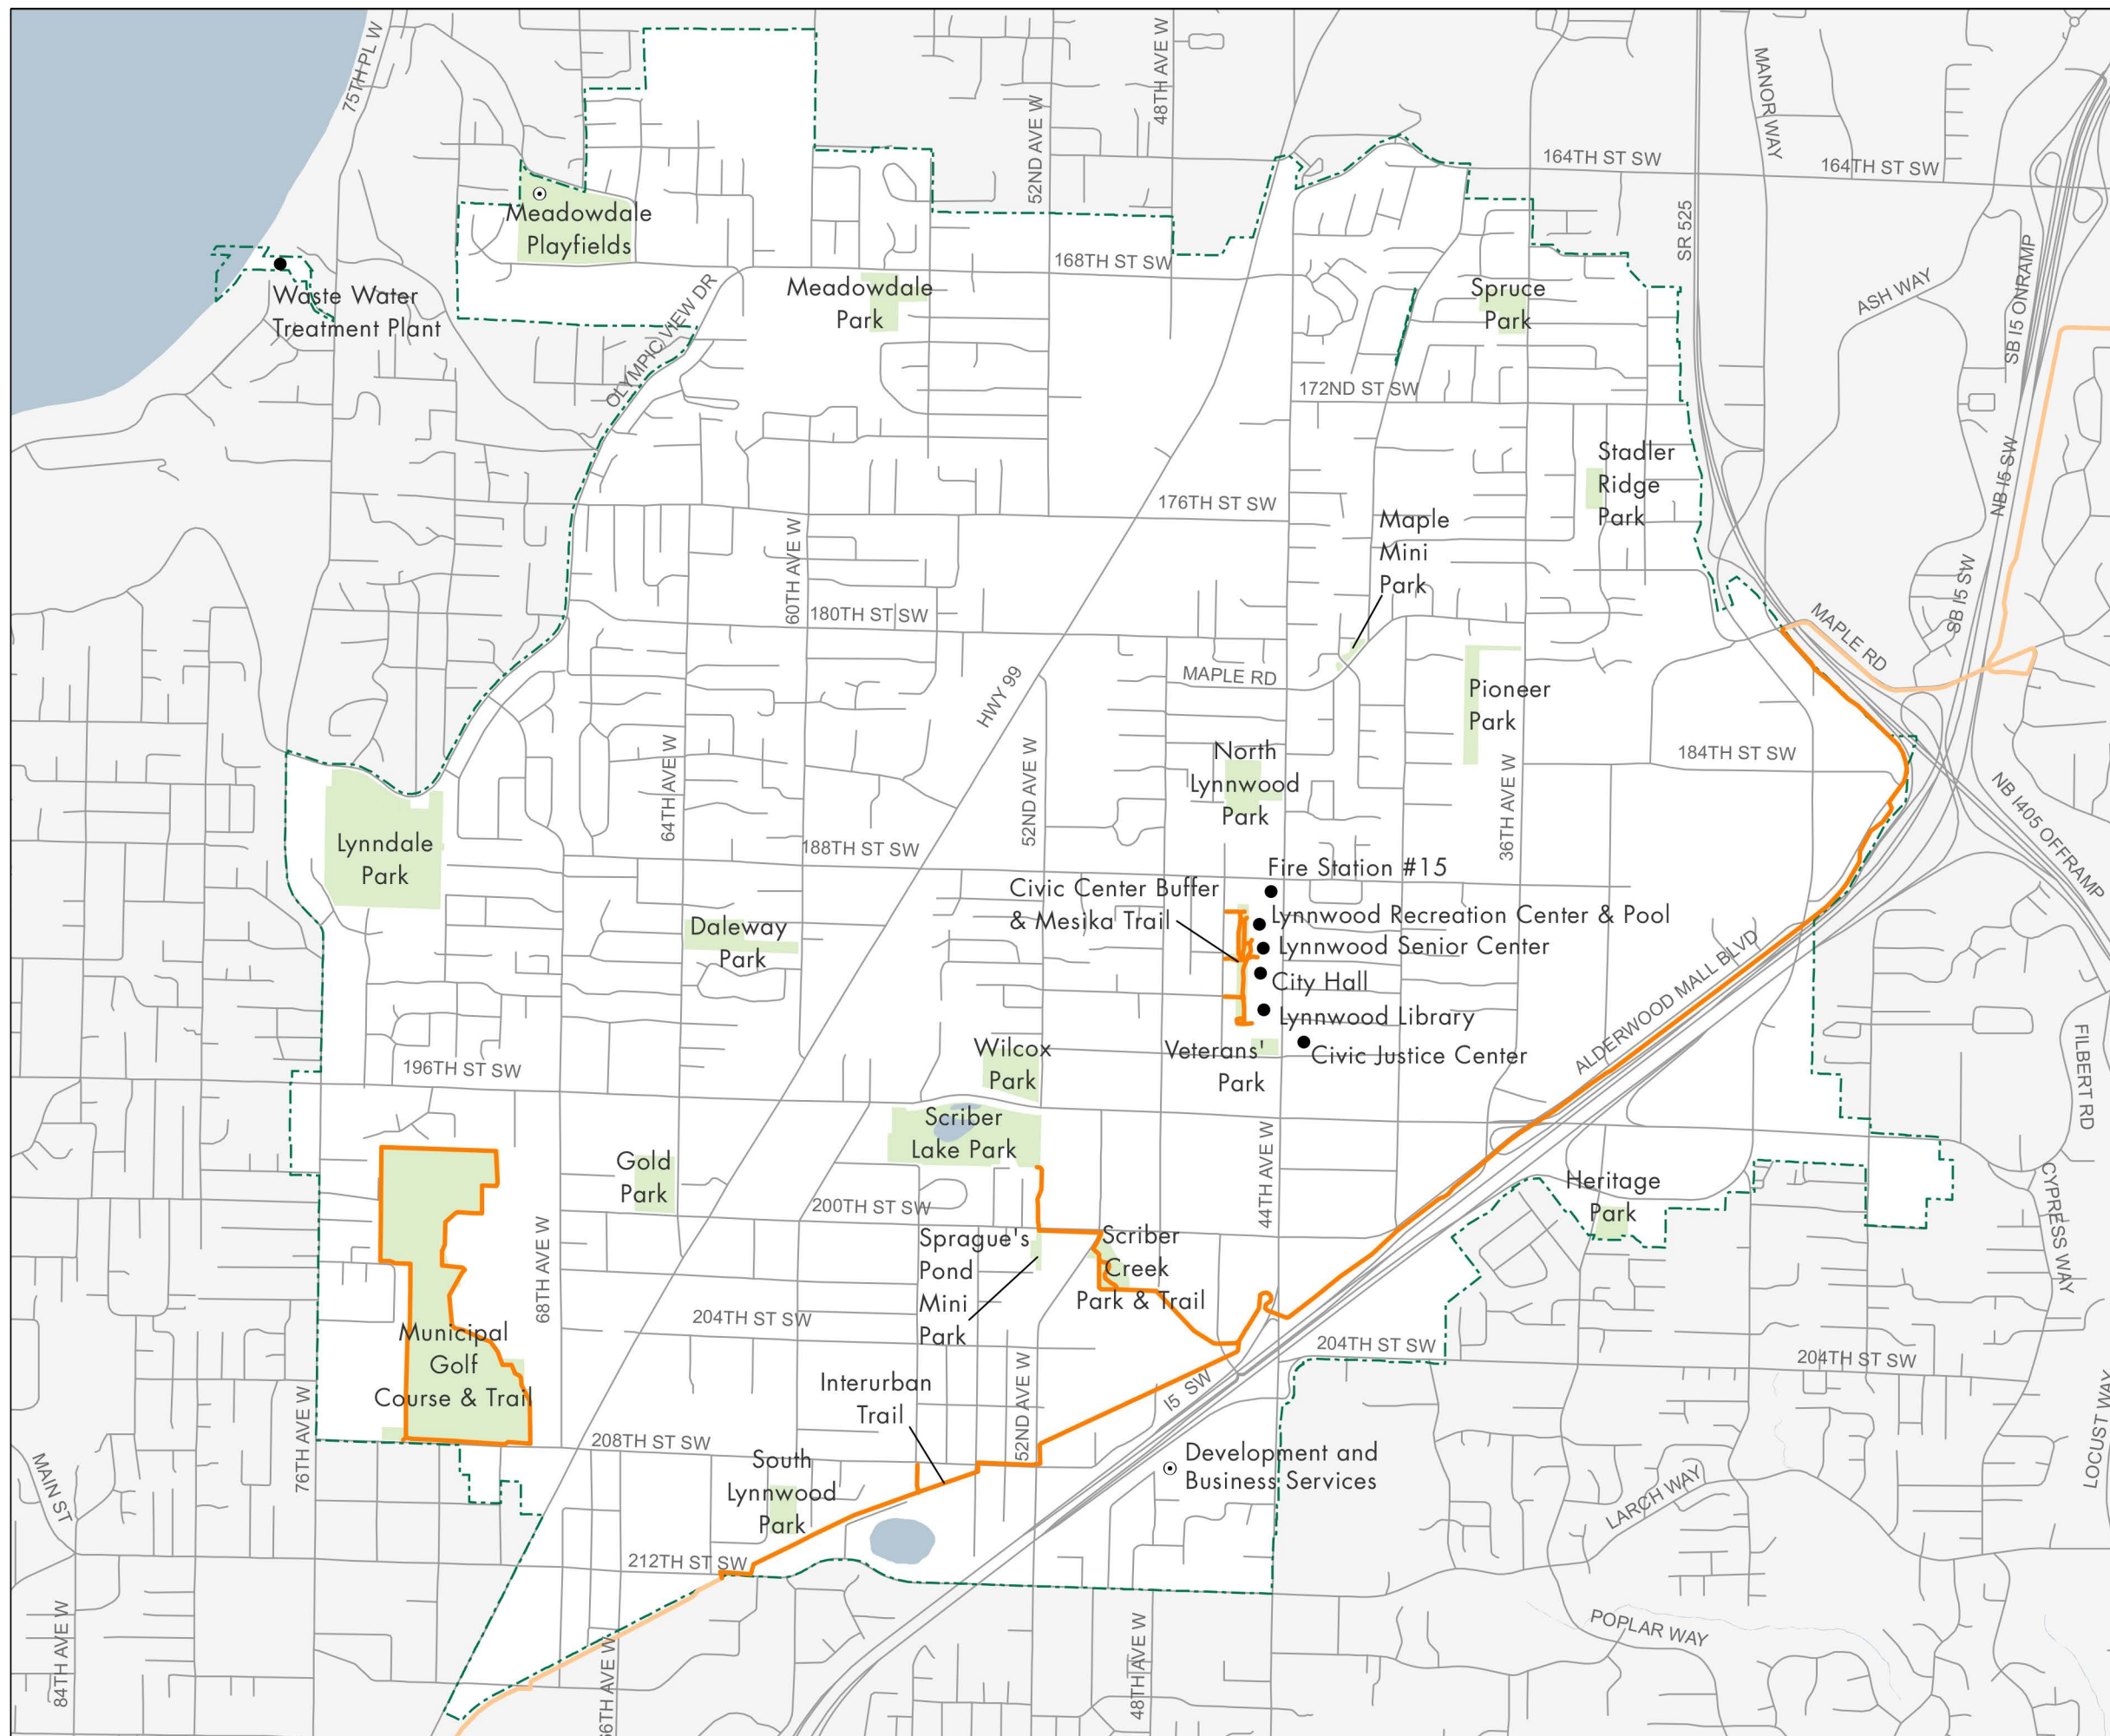 75TH PL W
52ND AVE W
48TH AVE W
MANOR WAY
164TH ST SW
164TH ST SW
SR 525
Meadowdale
Playfields
168TH ST SW
SB I5 ONRAMP
Waste Water
Treatment Plant
OLYMPIC VIEW DR
Meadowdale
Park
Spruce
Park
ASH WAY
172ND ST SW
Stadler
Ridge
Park
NB I5 SW
176TH ST SW
Maple
Mini
Park
60TH AVE W
180TH ST SW
SB I5 SW
MAPLE RD
MAPLE RD
HWY 99
Pioneer
Park
184TH ST SW
North
Lynnwood
Park
64TH AVE W
52ND AVE W
36TH AVE W
NB I405 OFFRAMP
Lynndale
Park
188TH ST SW
Fire Station #15
Civic Center Buffer
& Mesika Trail
Lynnwood Recreation Center & Pool
Lynnwood Senior Center
City Hall
Lynnwood Library
Civic Justice Center
Daleway
Park
ALDERWOOD MALL BLVD
Veterans'
Park
Wilcox
Park
196TH ST SW
FILBERT RD
Scriber
Lake Park
44TH AVE W
Gold
Park
Heritage
Park
CYPRESS WAY
200TH ST SW
Sprague's
Pond
Mini
Park
Scriber
Creek
Park & Trail
68TH AVE W
204TH ST SW
204TH ST SW
204TH ST SW
Municipal
Golf
Course & Trail
Interurban
Trail
52ND AVE W
I5 SW
76TH AVE W
LOCUST WAY
208TH ST SW
South
Lynnwood
Park
Development and
Business Services
MAIN ST
LARCH WAY
212TH ST SW
84TH AVE W
48TH AVE W
POPLAR WAY